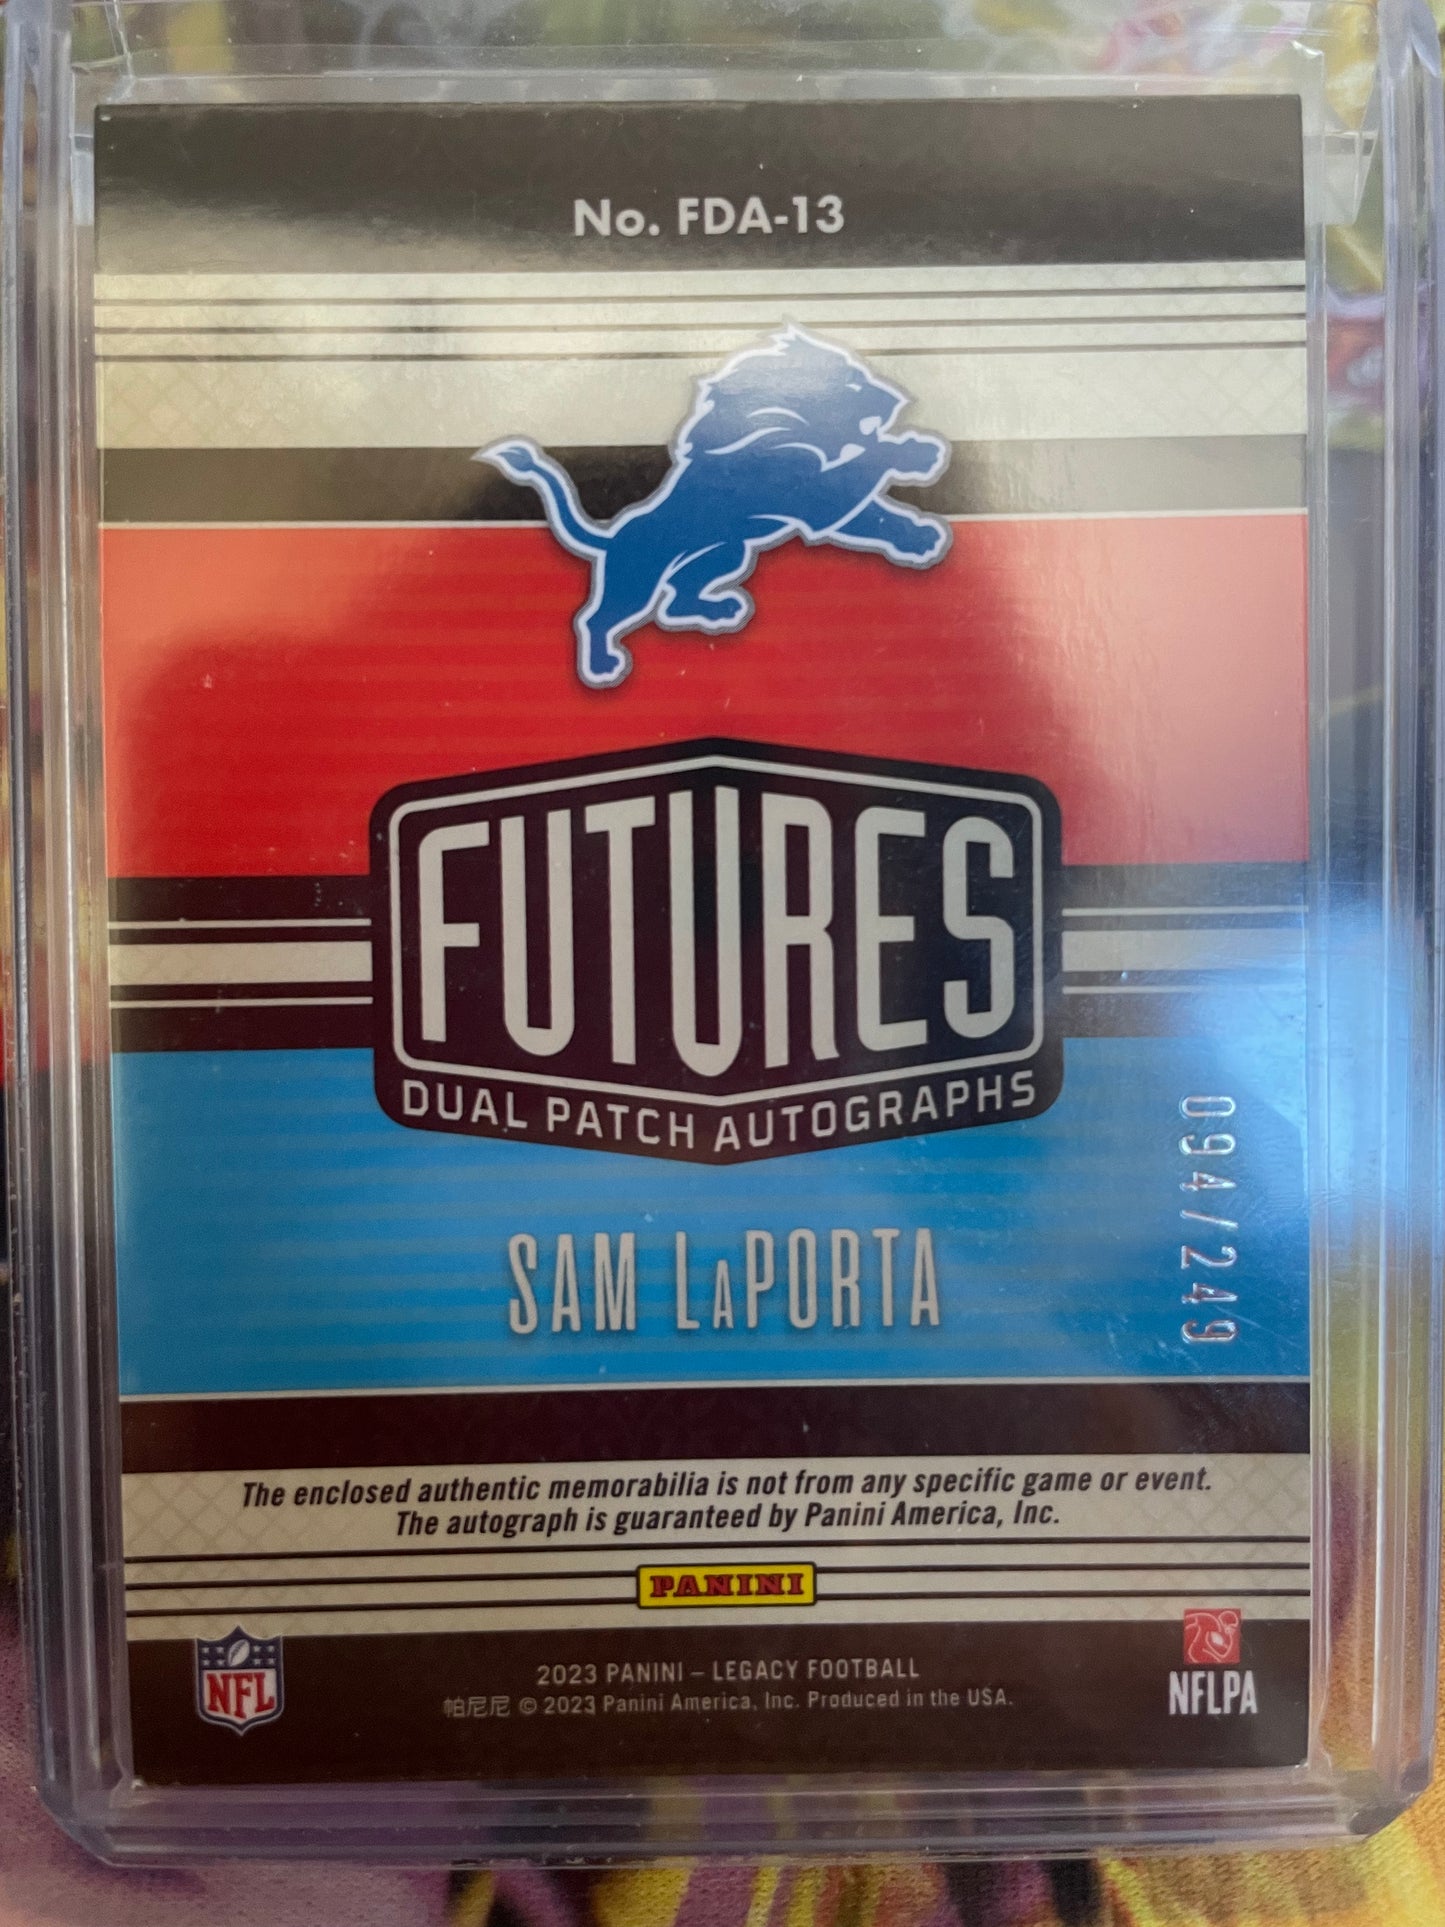 No. FDA-13
FUTURES
DUAL PATCH AUTOGRAPHS
094/249
SAM LaPORTA
The enclosed authentic memorabilia is not from any specific game or event.
The autograph is guaranteed by Panini America, Inc.
PANINI
NFL
2023 PANINI – LEGACY FOOTBALL
帕尼尼 © 2023 Panini America, Inc. Produced in the USA.
NFLPA